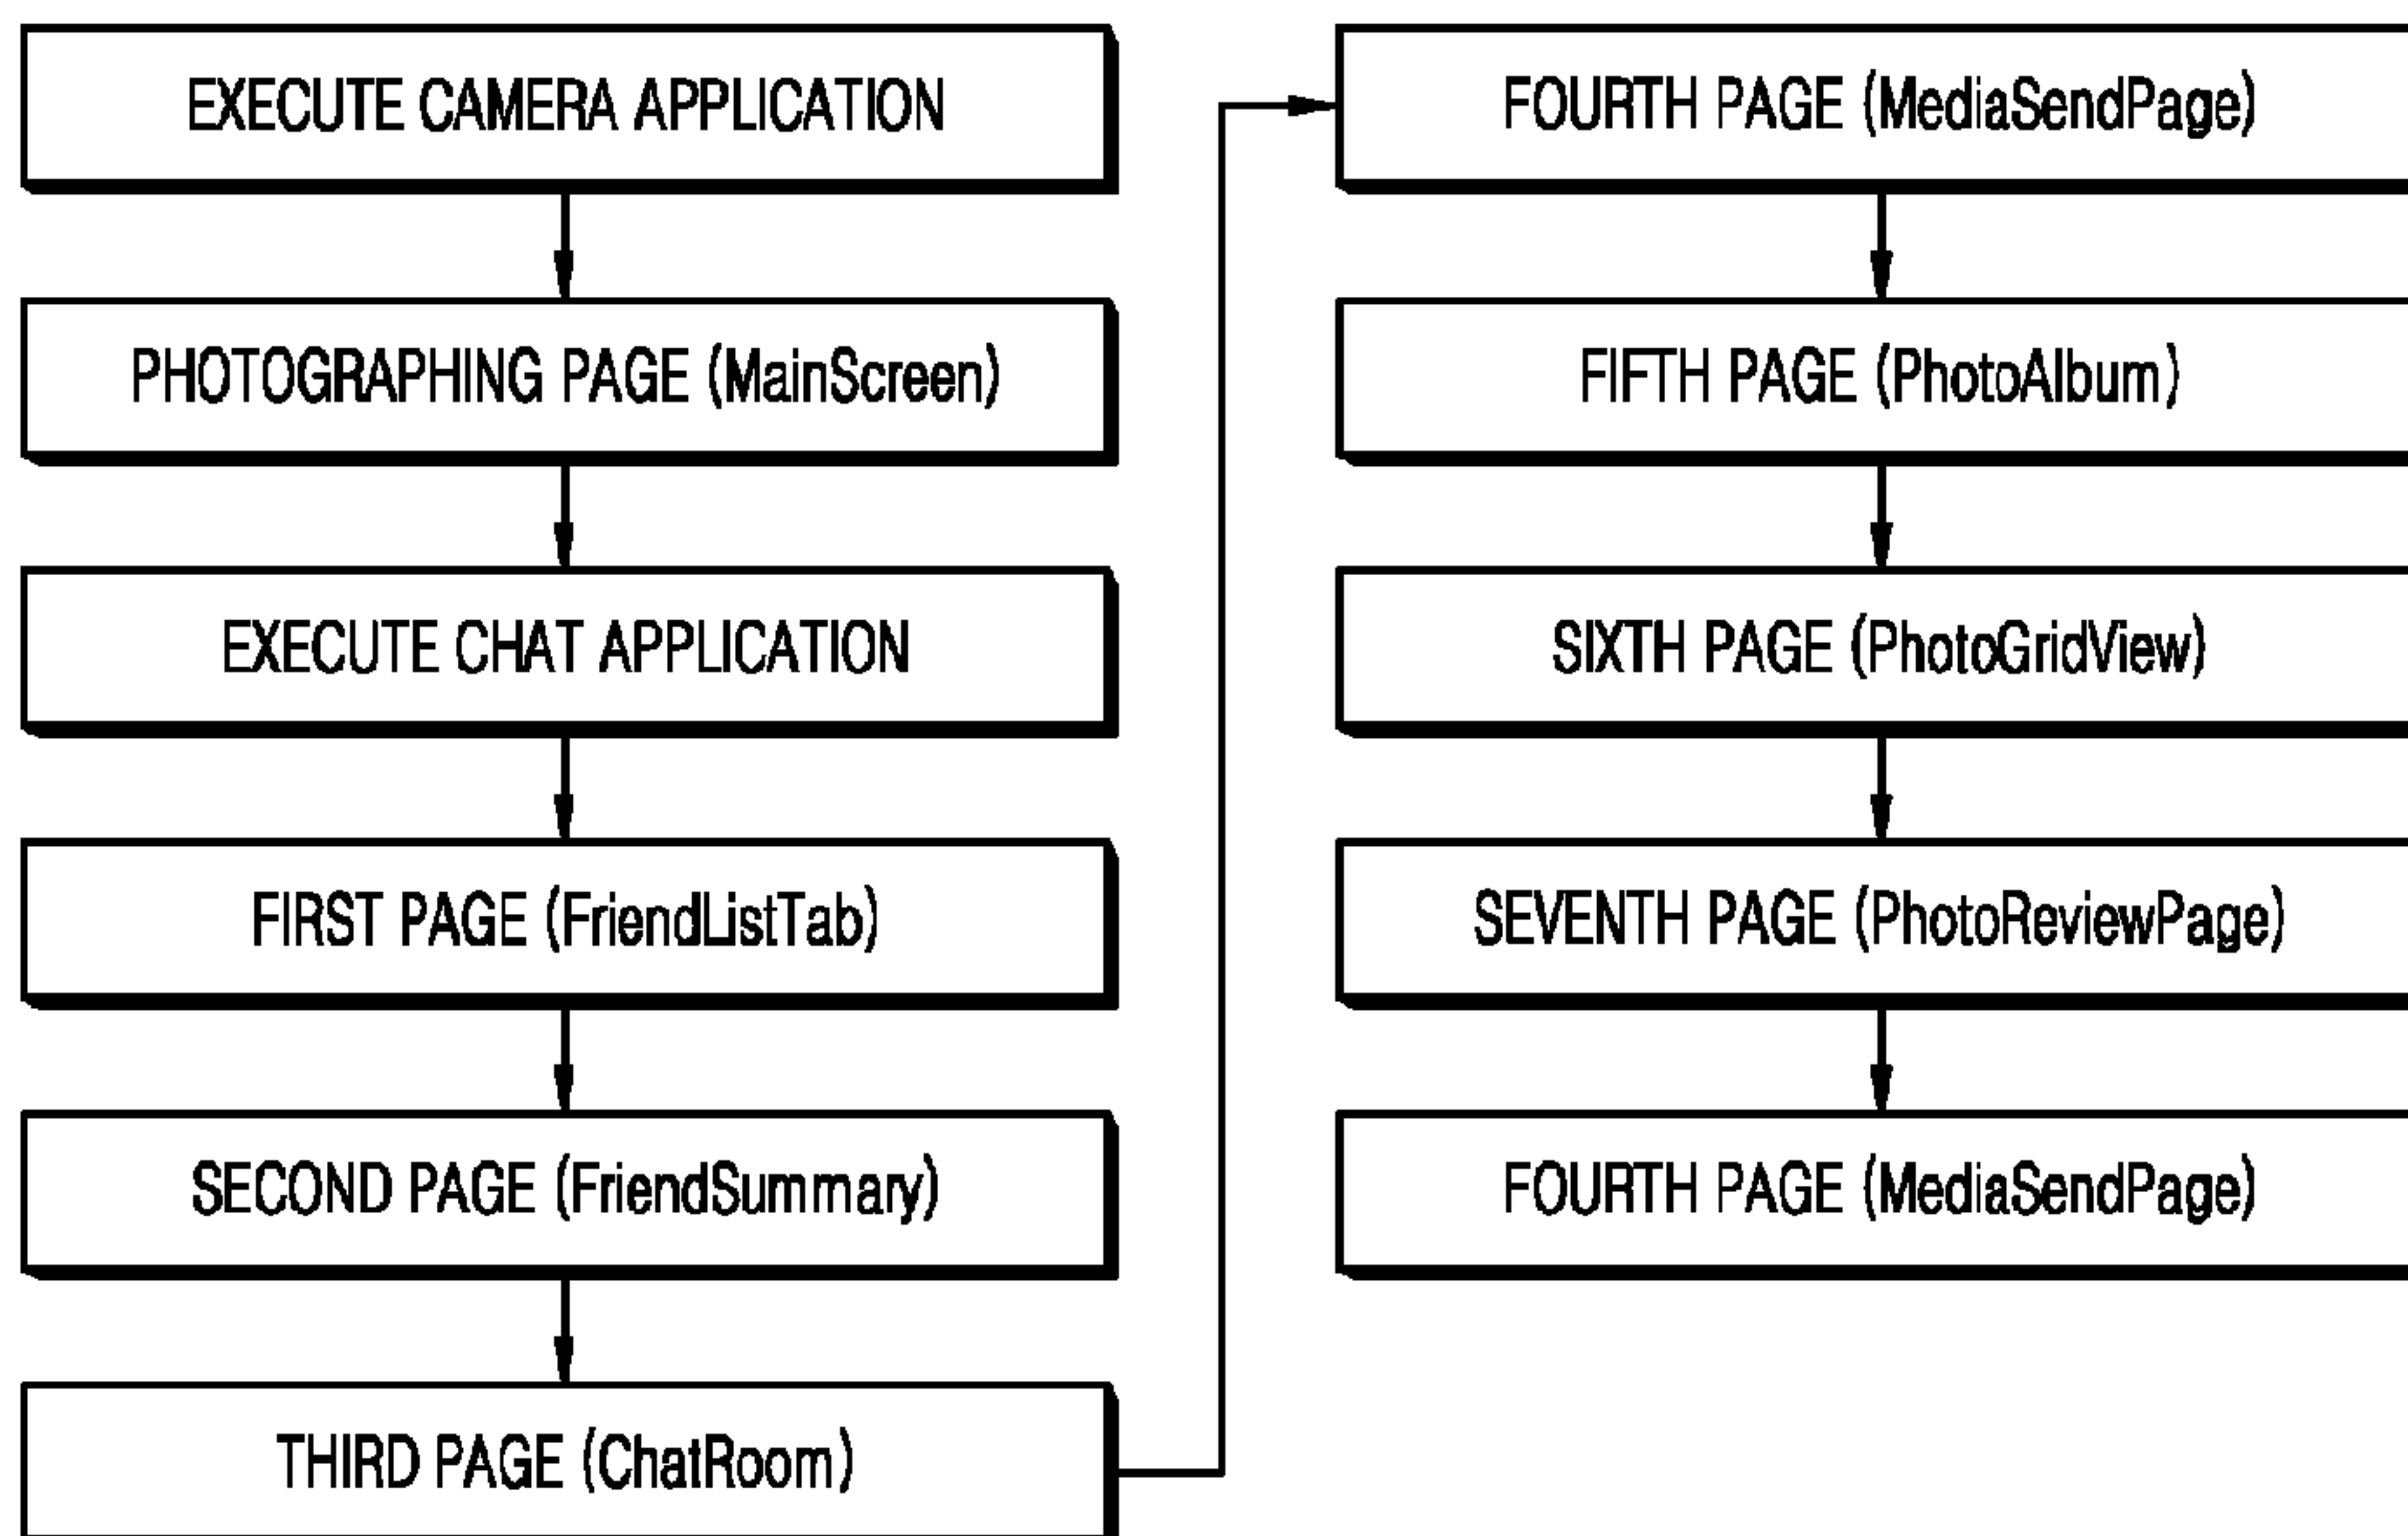 EXECUTE CAMERA APPLICATION
PHOTOGRAPHING PAGE (MainScreen)
EXECUTE CHAT APPLICATION
FIRST PAGE (FriendListTab)
SECOND PAGE (FriendSummary)
THIRD PAGE (ChatRoom)
FOURTH PAGE (MediaSendPage)
FIFTH PAGE (PhotoAlbum)
SIXTH PAGE (PhotoGridView)
SEVENTH PAGE (PhotoReviewPage)
FOURTH PAGE (MediaSendPage)